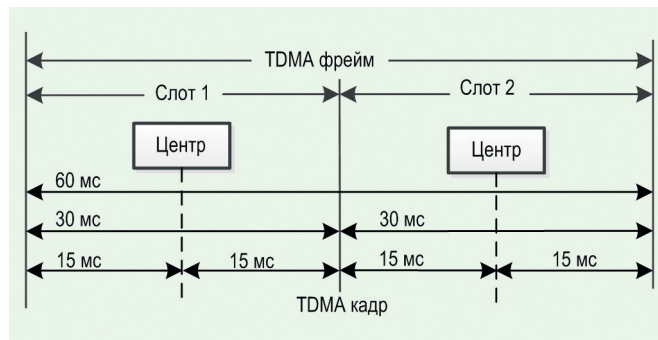 TDMA фрейм
Слот 1 Слот 2
Центр Центр
60 мс
30 мс 30 мс
15 мс 15 мс 15 мс 15 мс
TDMA кадр